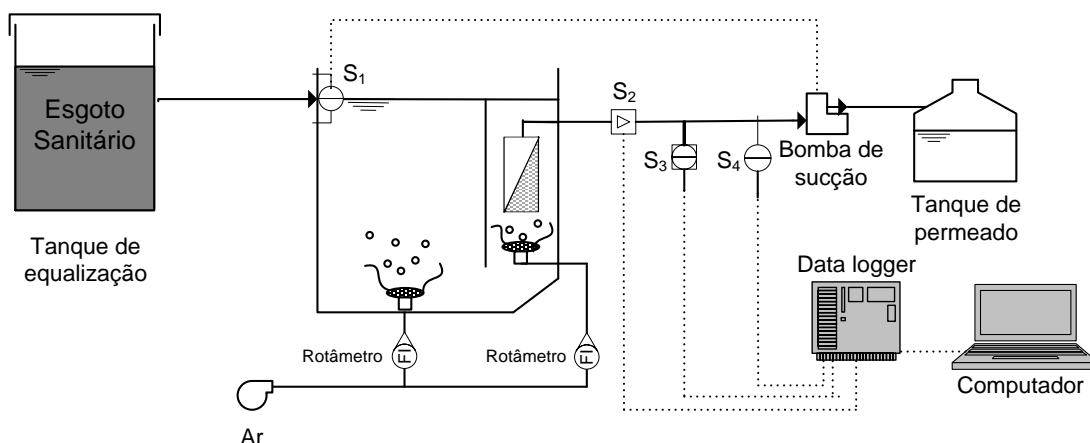 Esgoto
Sanitário
Tanque de
equalização
S1
S2
S3
S4
Bomba de
sucção
Tanque de
permeado
Data logger
Computador
Rotâmetro
FI
Rotâmetro
FI
Ar